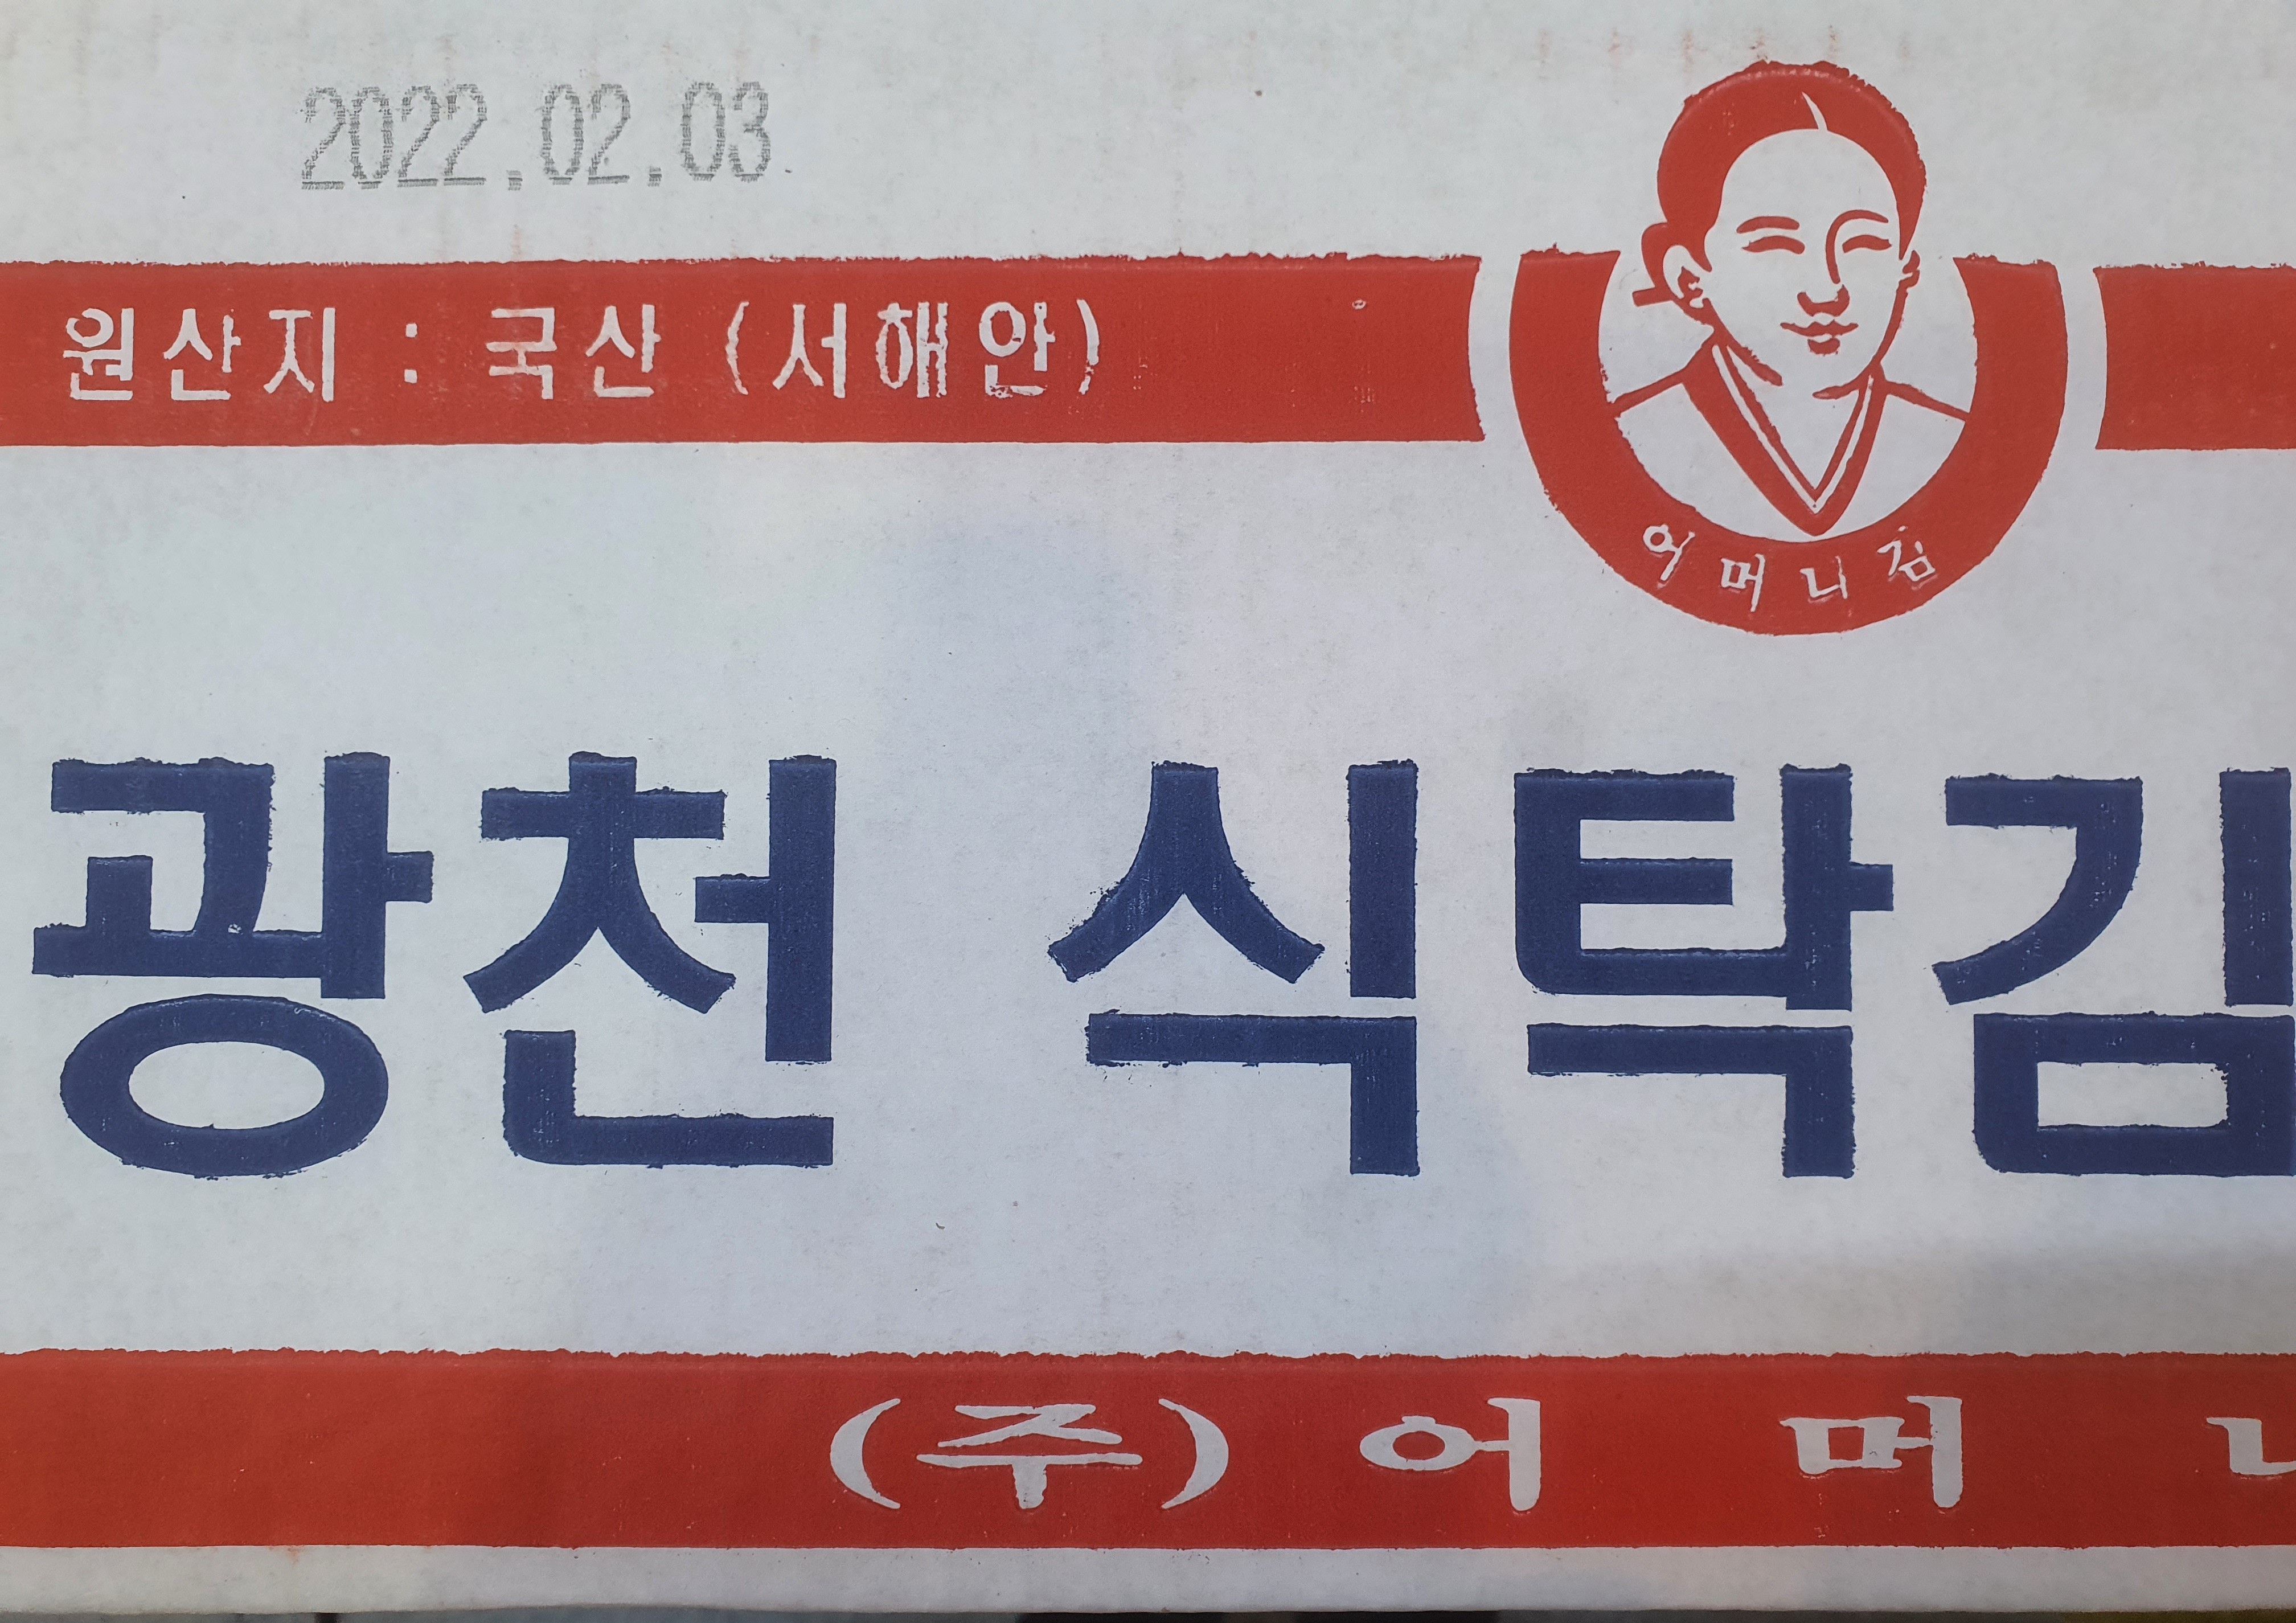 2022.02.03
원산지 : 국산 (서해안)
어머니김
광천 식탁김
(주) 어 머 니